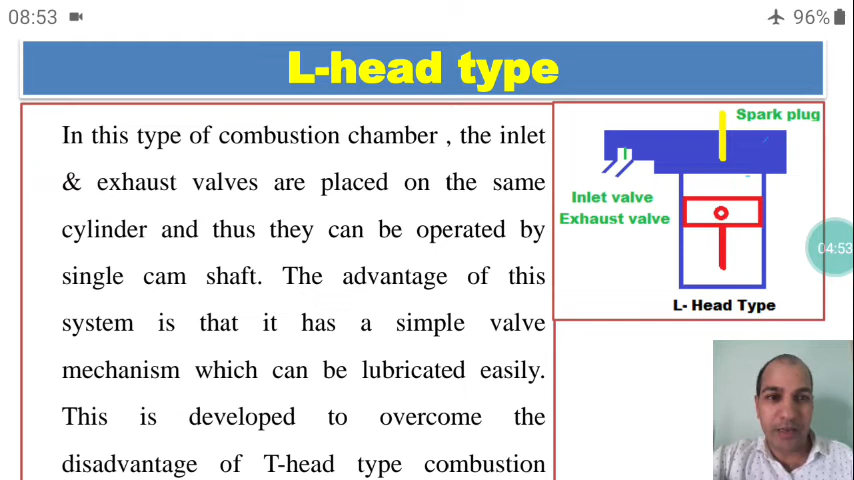 08:53
96%
L-head type
In this type of combustion chamber , the inlet
& exhaust valves are placed on the same
cylinder and thus they can be operated by
single cam shaft. The advantage of this
system is that it has a simple valve
mechanism which can be lubricated easily.
This is developed to overcome the
disadvantage of T-head type combustion
Spark plug
Inlet valve
Exhaust valve
L- Head Type
04:53